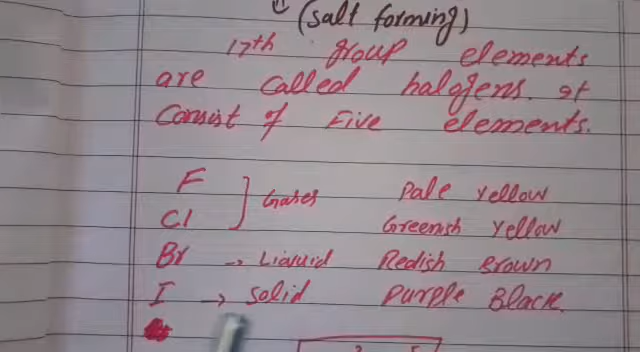 (salt forming)
17th group elements
are called halogens. It
Consist of Five elements.
F Pale Yellow
} Gases
Cl Greenish Yellow
Br → Liquid Redish Brown
I → Solid Purple Black.